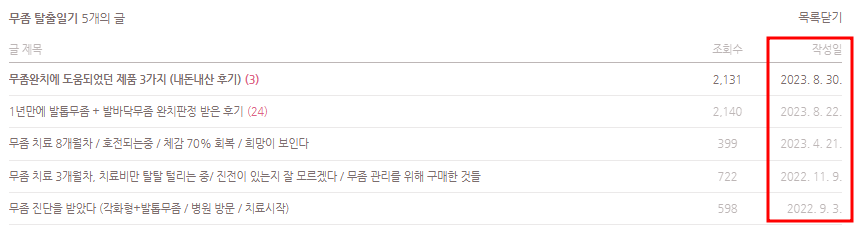 무좀 탈출일기 5개의 글 목록닫기
글 제목 조회수 작성일
무좀완치에 도움되었던 제품 3가지 (내돈내산 후기) (3) 2,131 2023. 8. 30.
1년만에 발톱무좀 + 발바닥무좀 완치판정 받은 후기 (24) 2,140 2023. 8. 22.
무좀 치료 8개월차 / 호전되는중 / 체감 70% 회복 / 희망이 보인다 399 2023. 4. 21.
무좀 치료 3개월차, 치료비만 탈탈 털리는 중/ 진전이 있는지 잘 모르겠다 / 무좀 관리를 위해 구매한 것들 722 2022. 11. 9.
무좀 진단을 받았다 (각화형+발톱무좀 / 병원 방문 / 치료시작) 598 2022. 9. 3.